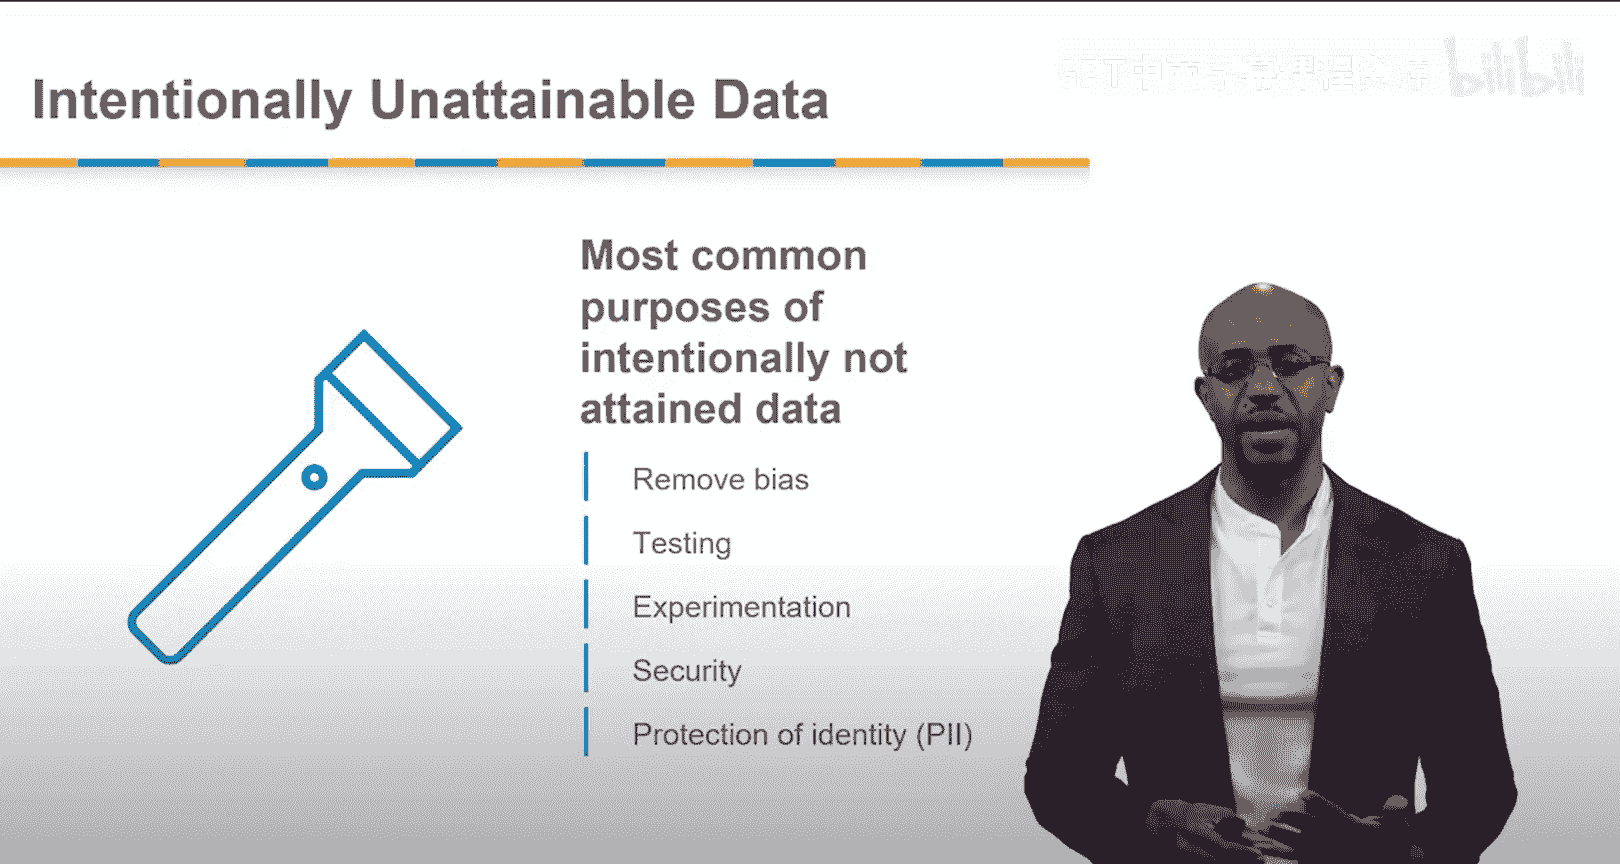 Intentionally Unattainable Data
bilibili
Most common
purposes of
intentionally not
attained data
Remove bias
Testing
Experimentation
Security
Protection of identity (PII)